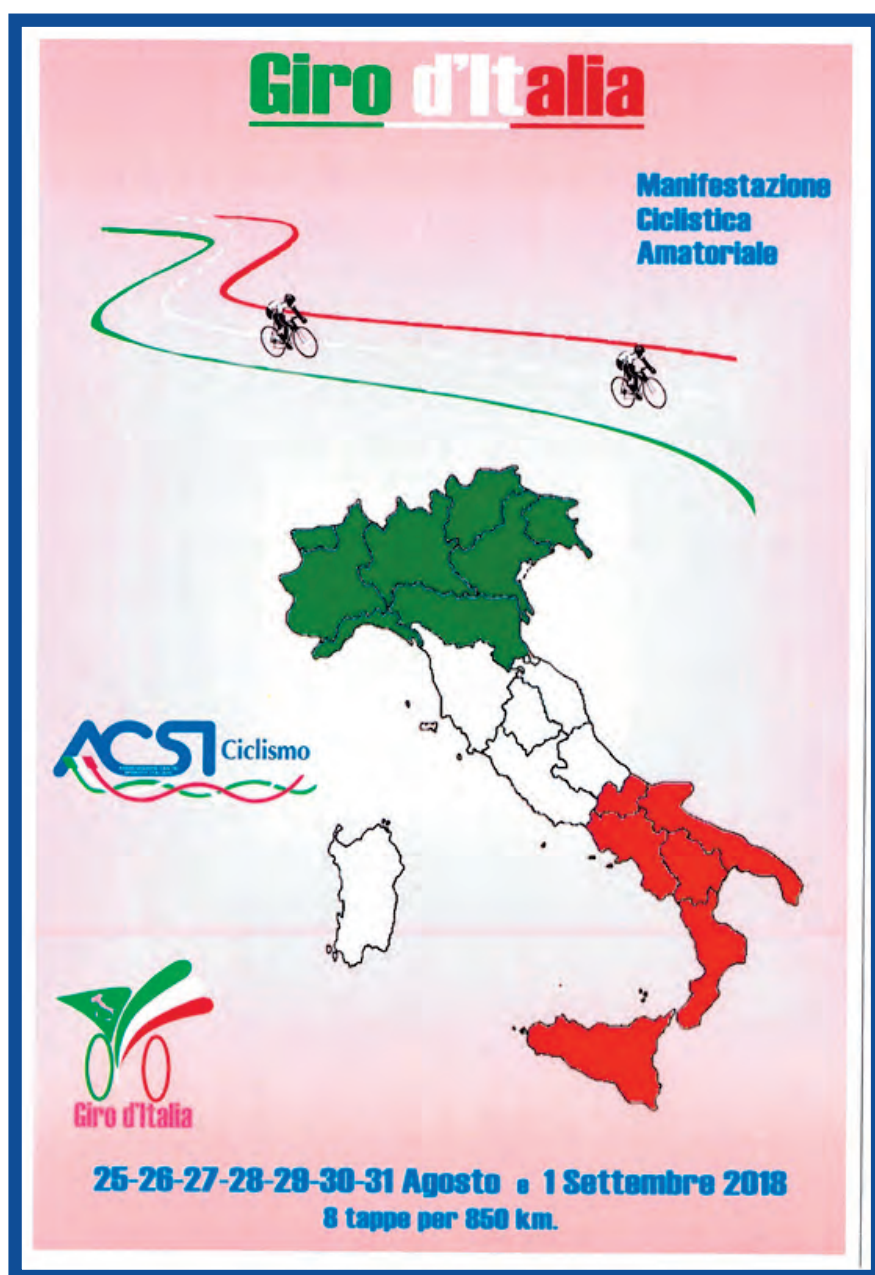 Giro d'Italia
Manifestazione
Ciclistica
Amatoriale
ACSI Ciclismo
Giro d'Italia
25-26-27-28-29-30-31 Agosto e 1 Settembre 2018
8 tappe per 850 km.